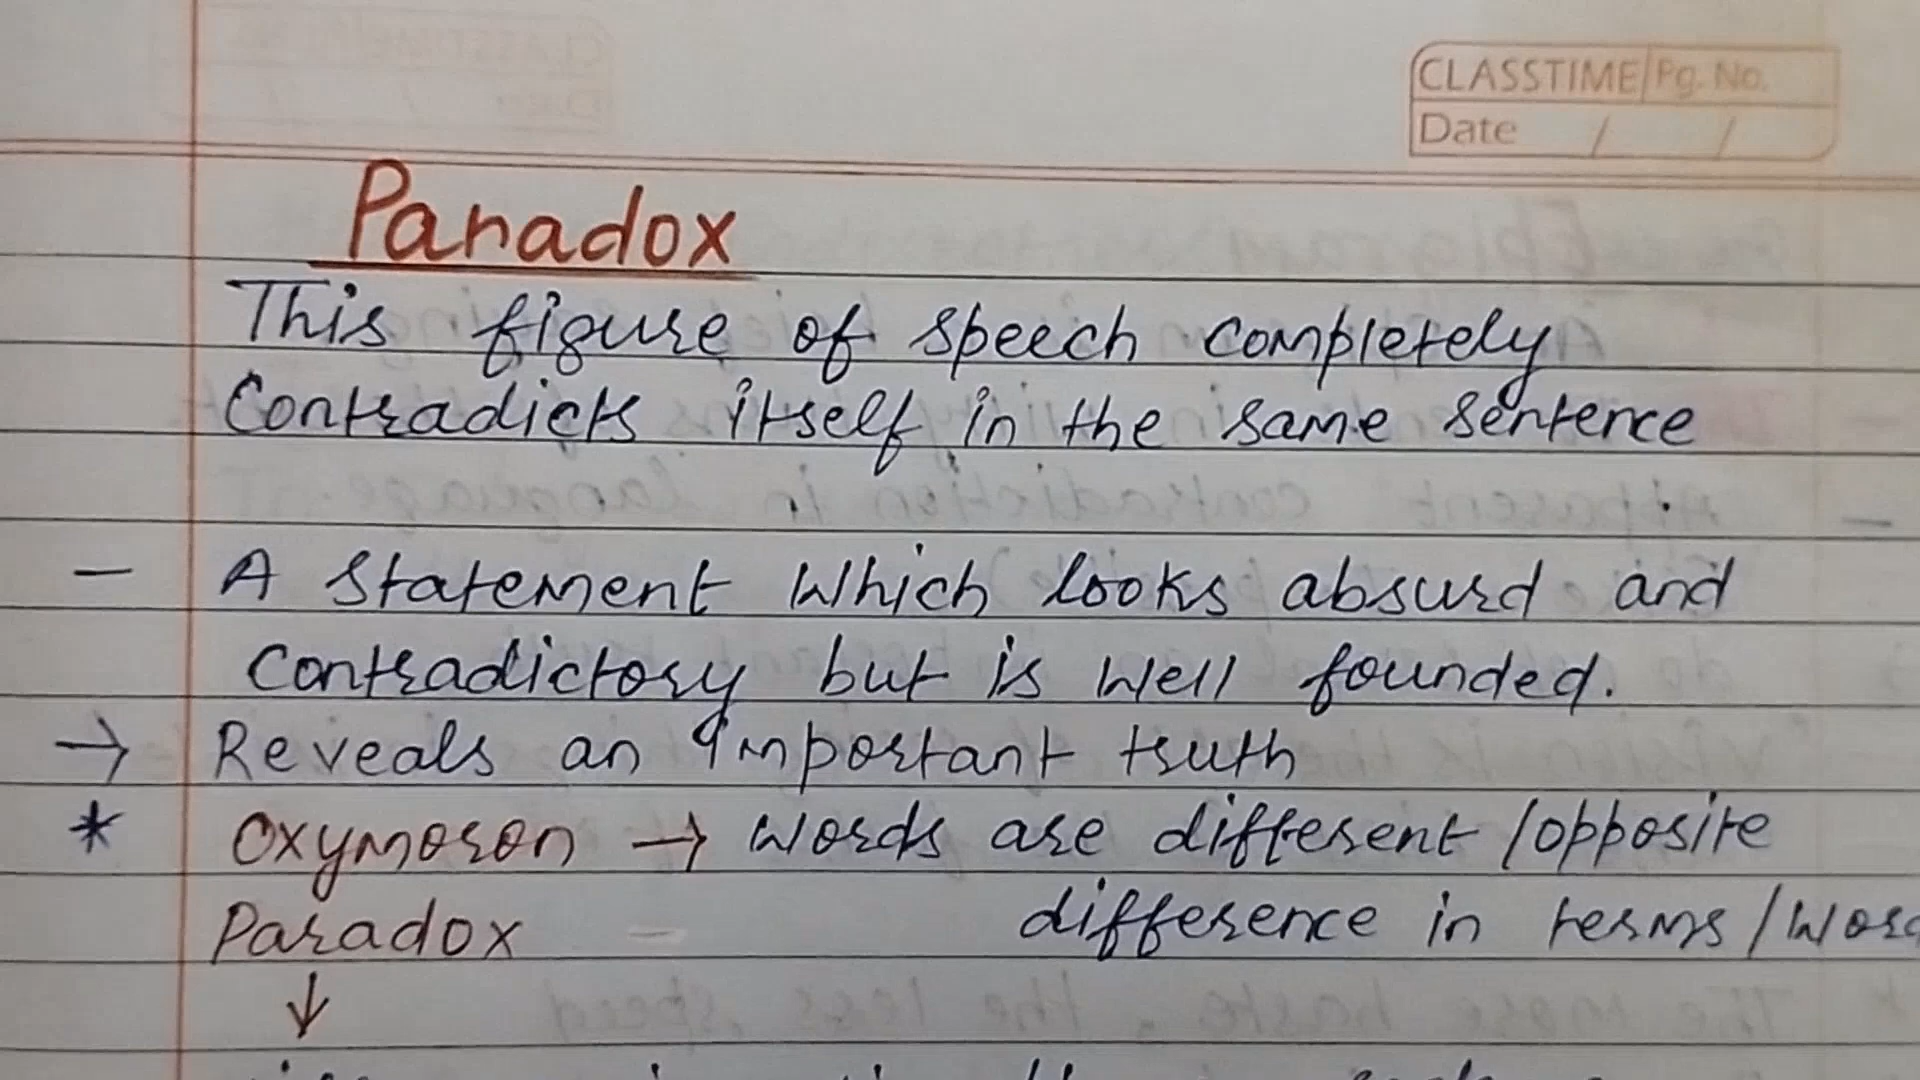 CLASSTIME Pg. No.
Date / /
Paradox
This figure of speech completely
Contradicts itself in the same sentence
.
– A statement which looks absurd and
Contradictory but is well founded.
→ Reveals an important truth
* Oxymoron → words are different /opposite
difference in terms /
Paradox –
↓